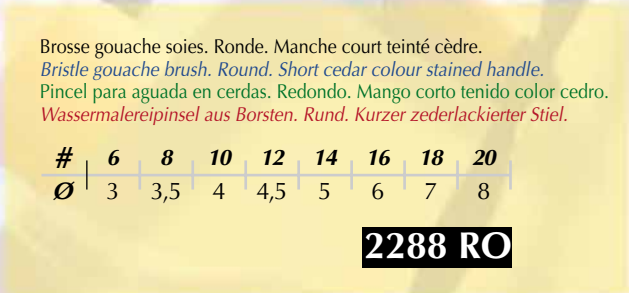 Brosse gouache soies. Ronde. Manche court teinté cèdre.
Bristle gouache brush. Round. Short cedar colour stained handle.
Pincel para aguada en cerdas. Redondo. Mango corto tenido color cedro.
Wassermalereipinsel aus Borsten. Rund. Kurzer zederlackierter Stiel.
# 6 8 10 12 14 16 18 20
Ø 3 3,5 4 4,5 5 6 7 8
2288 RO